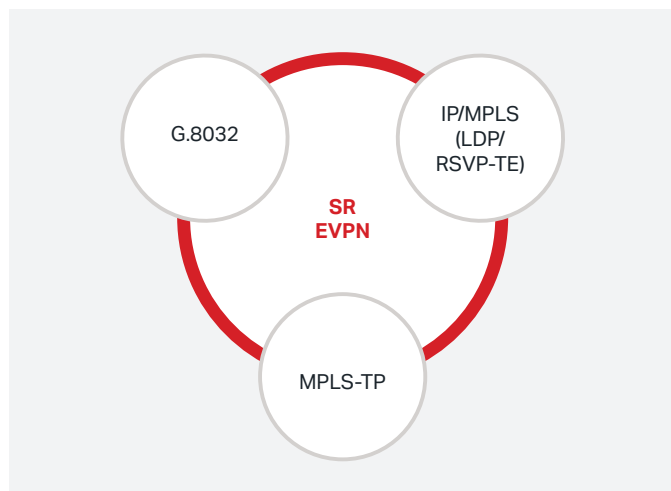 G.8032
IP/MPLS
(LDP/
RSVP-TE)
SR
EVPN
MPLS-TP